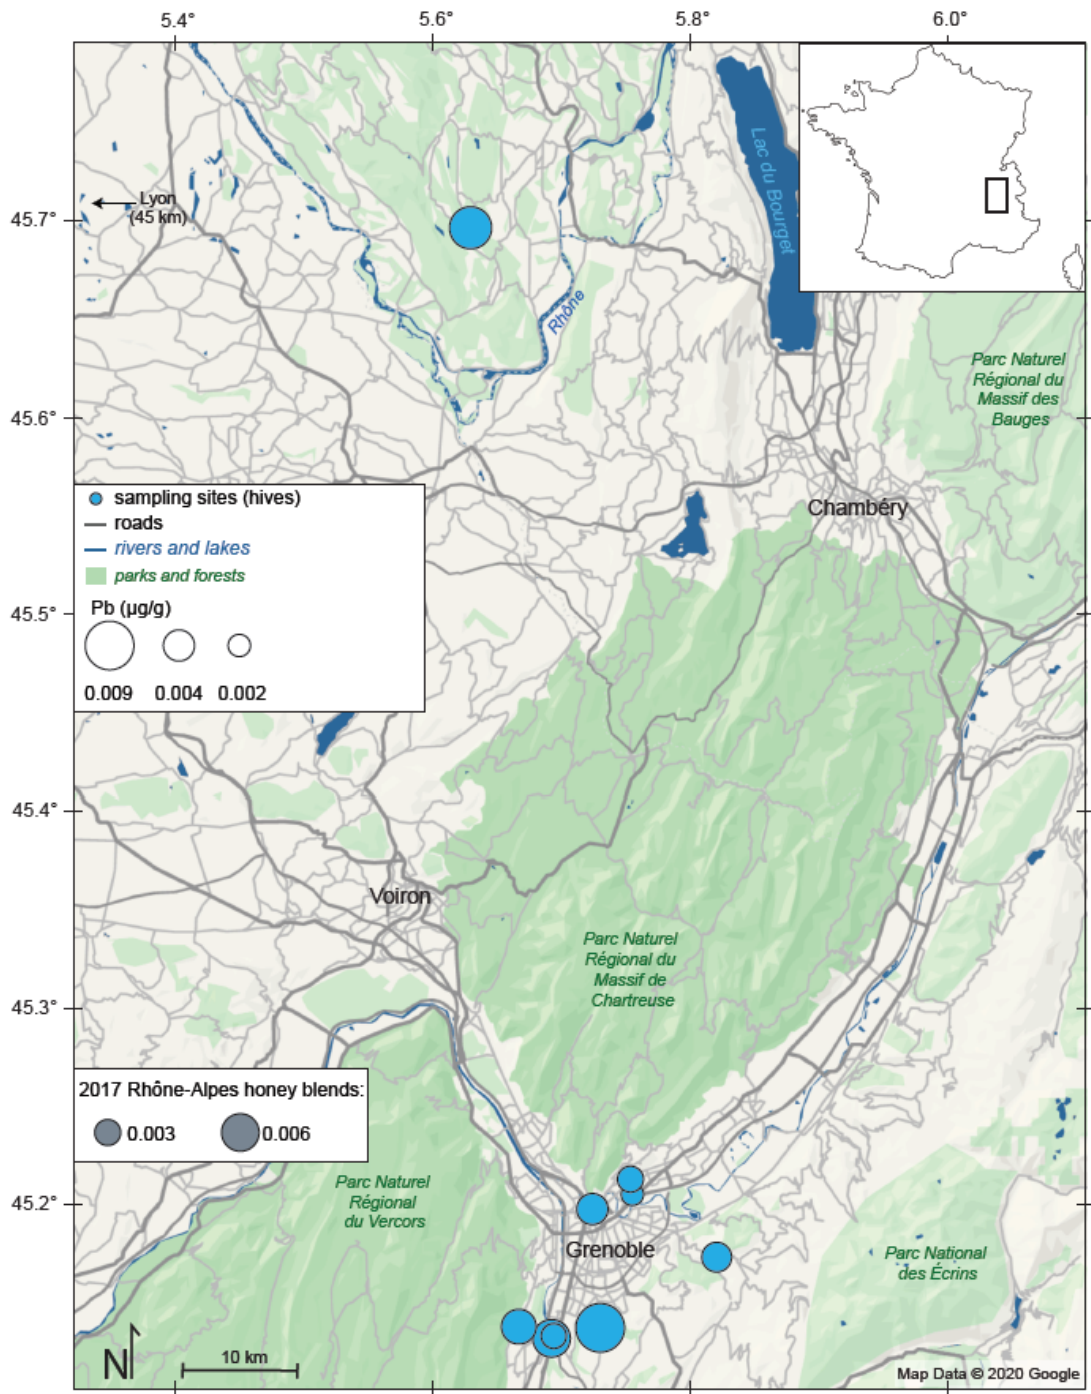 5.4°
5.6°
5.8°
6.0°
45.7°
45.6°
45.5°
45.4°
45.3°
45.2°
Lyon
(45 km)
Lac du Bourget
Rhône
Parc Naturel
Régional du
Massif des
Bauges
Chambéry
sampling sites (hives)
roads
rivers and lakes
parks and forests
Pb (µg/g)
0.009 0.004 0.002
Voiron
Parc Naturel
Régional du
Massif de
Chartreuse
2017 Rhône-Alpes honey blends:
0.003 0.006
Parc Naturel
Régional
du Vercors
Grenoble
Parc National
des Écrins
N
10 km
Map Data © 2020 Google